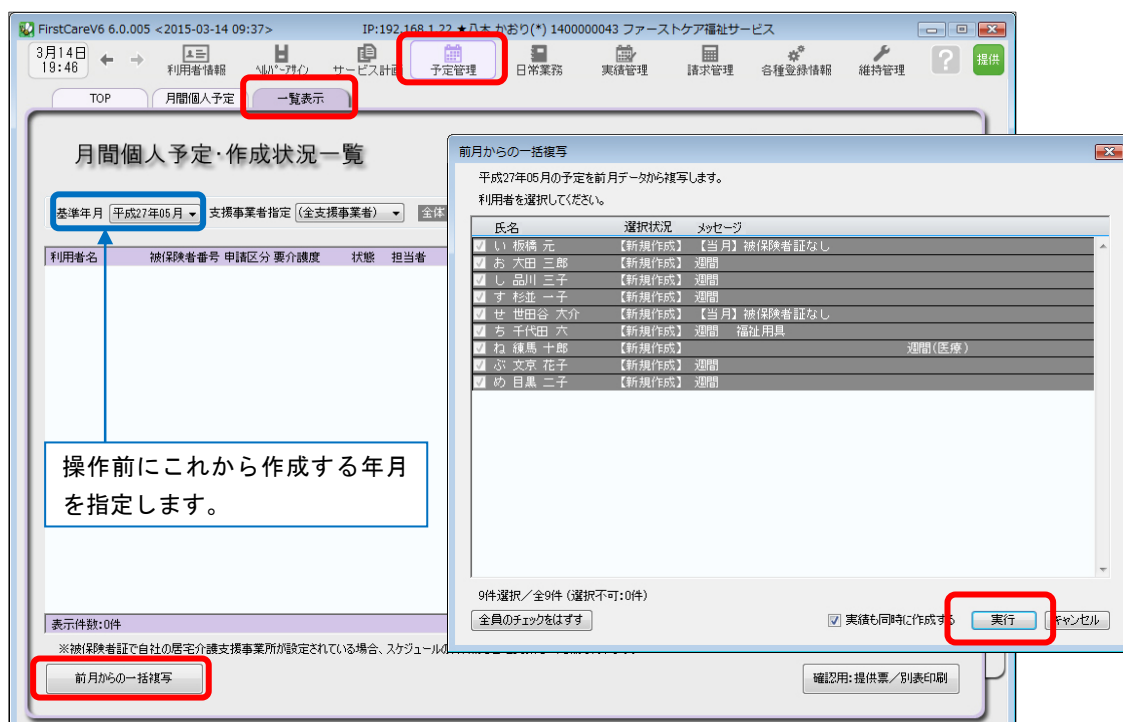 FirstCareV6 6.0.005 <2015-03-14 09:37> IP:192.168.1.22 ★八木 かおり(*) 1400000043 ファーストケア福祉サービス
3月14日
19:46
利用者情報 ﾍﾙﾊﾟｰｱｻｲﾝ サービス計画 予定管理 日常業務 実績管理 請求管理 各種登録情報 維持管理 ? 提供
TOP 月間個人予定 一覧表示
月間個人予定・作成状況一覧
基準年月 平成27年05月 支援事業者指定 (全支援事業者) 全体
利用者名 被保険者番号 申請区分 要介護度 状態 担当者
操作前にこれから作成する年月
を指定します。
表示件数:0件
※被保険者証で自社の居宅介護支援事業所が設定されている場合、スケジュールの
前月からの一括複写
確認用:提供票／別表印刷
前月からの一括複写
平成27年05月の予定を前月データから複写します。
利用者を選択してください。
氏名 選択状況 メッセージ
い 板橋 元 【新規作成】 【当月】被保険者証なし
お 大田 三郎 【新規作成】 週間
し 品川 三子 【新規作成】 週間
す 杉並 一子 【新規作成】 週間
せ 世田谷 大介 【新規作成】 【当月】被保険者証なし
ち 千代田 六 【新規作成】 週間 福祉用具
ね 練馬 十郎 【新規作成】 週間(医療)
ぶ 文京 花子 【新規作成】 週間
め 目黒 二子 【新規作成】 週間
9件選択／全9件 (選択不可:0件)
全員のチェックをはずす 実績も同時に作成する 実行 キャンセル